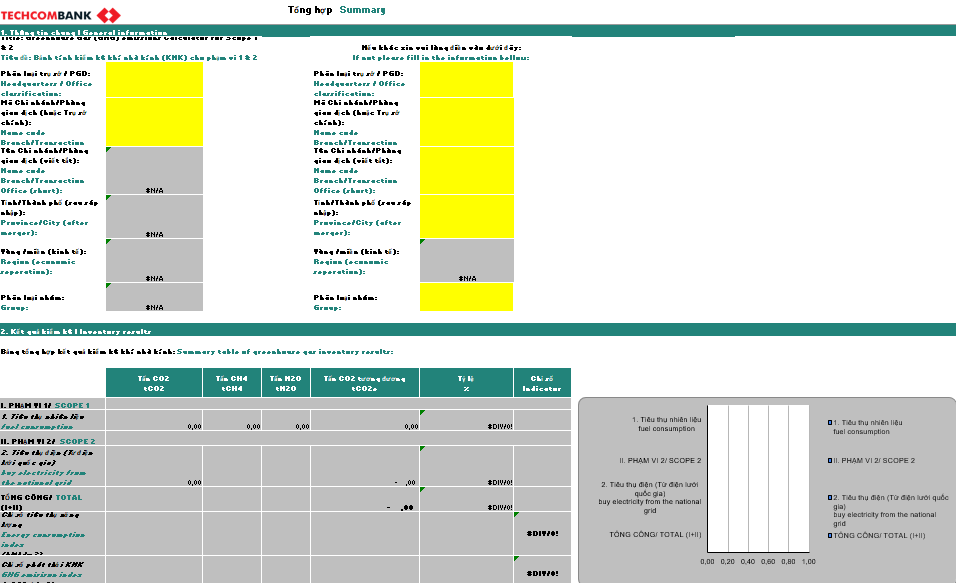 TECHCOMBANK
Tổng hợp Summary
1. Thông tin chung | General information
Title: Greenhouse Gas (GHG) emissions Calculator for Scope 1
& 2
Tiêu đề: Bảng tính kiểm kê khí nhà kính (KNK) cho phạm vi 1 & 2
Nếu khác xin vui lòng điền vào dưới đây:
If not please fill in the information bellow:
Phân loại trụ sở / PGD:
Headquarters / Office
classification:
Phân loại trụ sở / PGD:
Headquarters / Office
classification:
Mã Chi nhánh/Phòng
giao dịch (hoặc Trụ sở
chính):
Name code
Branch/Transaction
Mã Chi nhánh/Phòng
giao dịch (hoặc Trụ sở
chính):
Name code
Branch/Transaction
Tên Chi nhánh/Phòng
giao dịch (viết tắt):
Name code
Branch/Transaction
Office (short):
#N/A
Tên Chi nhánh/Phòng
giao dịch (viết tắt):
Name code
Branch/Transaction
Office (short):
Tỉnh/Thành phố (sau sáp
nhập):
Province/City (after
merger):
#N/A
Tỉnh/Thành phố (sau sáp
nhập):
Province/City (after
merger):
Vùng /miền (kinh tế):
Region (economic
seperation):
#N/A
Vùng /miền (kinh tế):
Region (economic
seperation):
#N/A
Phân loại nhóm:
Group:
#N/A
Phân loại nhóm:
Group:
2. Kết quả kiểm kê | Inventory results
Bảng tổng hợp kết quả kiểm kê khí nhà kính: Summary table of greenhouse gas inventory results:
Tấn CO2
tCO2
Tấn CH4
tCH4
Tấn N2O
tN2O
Tấn CO2 tương đương
tCO2e
Tỷ lệ
%
Chỉ số
Indicator
I. PHẠM VI 1/ SCOPE 1
1. Tiêu thụ nhiên liệu
fuel consumption
0,00 0,00 0,00 0,00 #DIV/0!
II. PHẠM VI 2/ SCOPE 2
2. Tiêu thụ điện (Từ điện
lưới quốc gia)
buy electricity from
the national grid
0,00 - ,00 #DIV/0!
TỔNG CỘNG/ TOTAL
(I+II)
- ,00 #DIV/0!
Chỉ số tiêu thụ năng
lượng
Energy consumption
index
#DIV/0!
Chỉ số phát thải KNK
GHG emission index
#DIV/0!
1. Tiêu thụ nhiên liệu
fuel consumption
II. PHẠM VI 2/ SCOPE 2
2. Tiêu thụ điện (Từ điện lưới
quốc gia)
buy electricity from the national
grid
TỔNG CỘNG/ TOTAL (I+II)
0,00 0,20 0,40 0,60 0,80 1,00
1. Tiêu thụ nhiên liệu
fuel consumption
II. PHẠM VI 2/ SCOPE 2
2. Tiêu thụ điện (Từ điện lưới quốc
gia)
buy electricity from the national
grid
TỔNG CỘNG/ TOTAL (I+II)